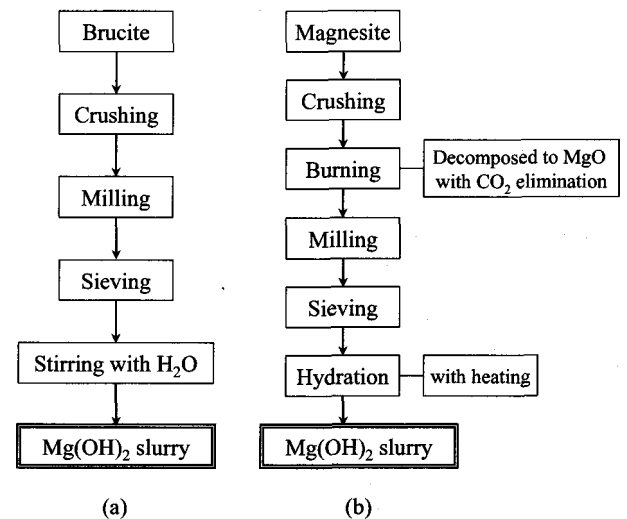 Brucite
Crushing
Milling
Sieving
Stirring with H₂O
Mg(OH)₂ slurry
(a)
Magnesite
Crushing
Burning
Decomposed to MgO
with CO₂ elimination
Milling
Sieving
Hydration
with heating
Mg(OH)₂ slurry
(b)